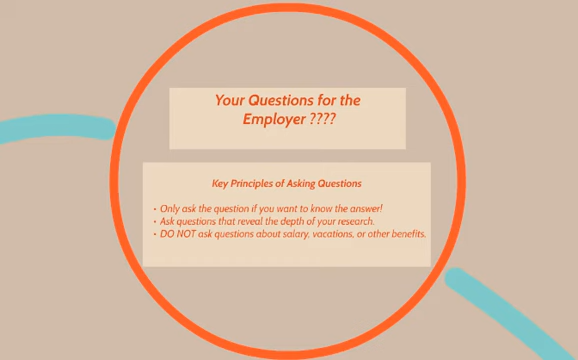 Your Questions for the
Employer ????
Key Principles of Asking Questions
• Only ask the question if you want to know the answer!
• Ask questions that reveal the depth of your research.
• DO NOT ask questions about salary, vacations, or other benefits.